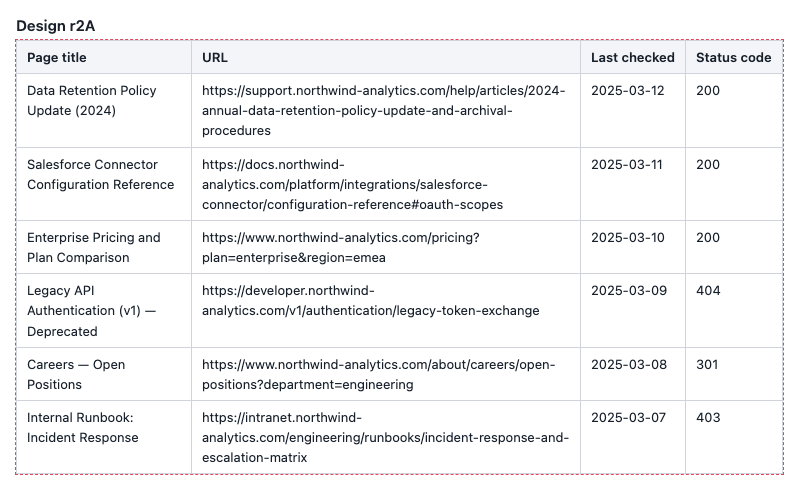 Design r2A
Page title URL Last checked Status code
Data Retention Policy
Update (2024)
https://support.northwind-analytics.com/help/articles/2024-
annual-data-retention-policy-update-and-archival-
procedures
2025-03-12
200
Salesforce Connector
Configuration Reference
https://docs.northwind-
analytics.com/platform/integrations/salesforce-
connector/configuration-reference#oauth-scopes
2025-03-11
200
Enterprise Pricing and
Plan Comparison
https://www.northwind-analytics.com/pricing?
plan=enterprise&region=emea
2025-03-10
200
Legacy API
Authentication (v1) —
Deprecated
https://developer.northwind-
analytics.com/v1/authentication/legacy-token-exchange
2025-03-09
404
Careers — Open
Positions
https://www.northwind-analytics.com/about/careers/open-
positions?department=engineering
2025-03-08
301
Internal Runbook:
Incident Response
https://intranet.northwind-
analytics.com/engineering/runbooks/incident-response-and-
escalation-matrix
2025-03-07
403